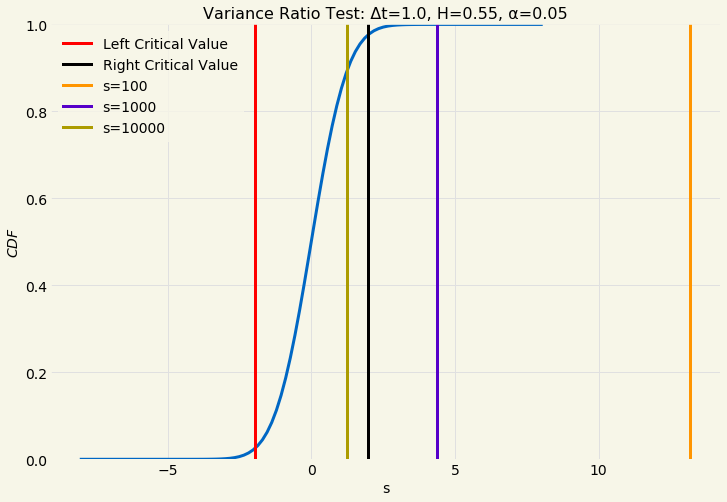 Variance Ratio Test: Δt=1.0, H=0.55, α=0.05
Left Critical Value
Right Critical Value
s=100
s=1000
s=10000
CDF
1.0
0.8
0.6
0.4
0.2
0.0
−5
0
5
10
s